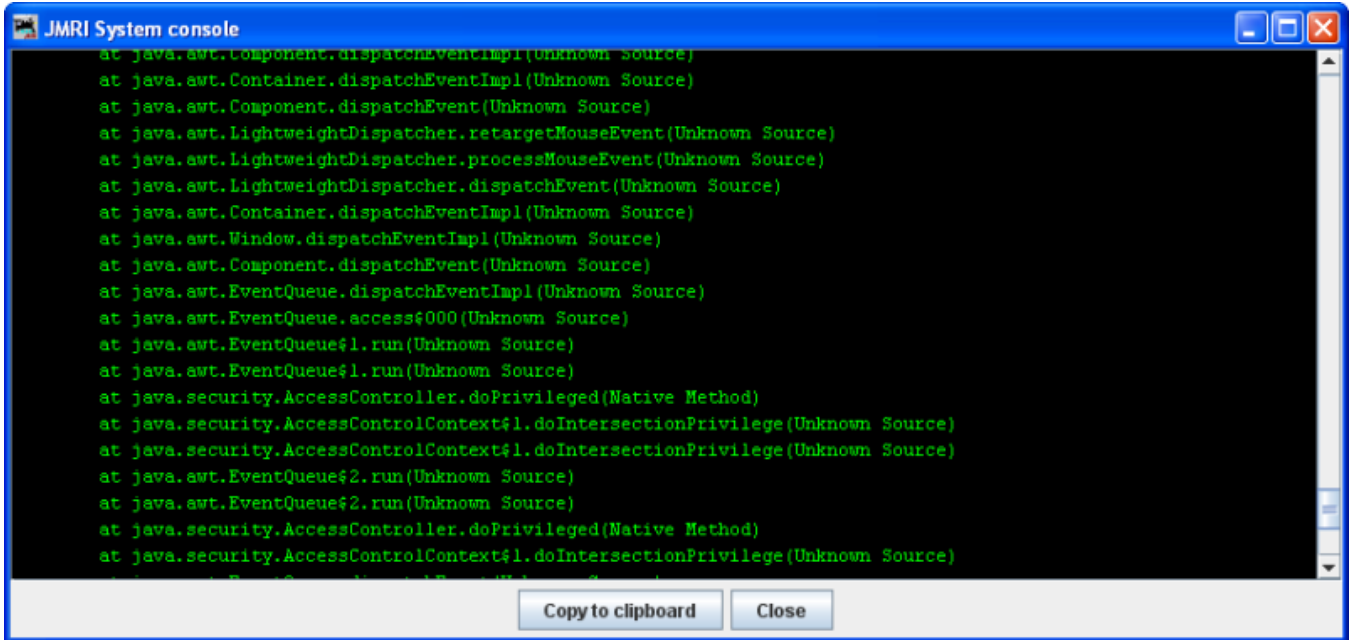 JMRI System console
at java.awt.Component.dispatchEventImpl(Unknown Source)
at java.awt.Container.dispatchEventImpl(Unknown Source)
at java.awt.Component.dispatchEvent(Unknown Source)
at java.awt.LightweightDispatcher.retargetMouseEvent(Unknown Source)
at java.awt.LightweightDispatcher.processMouseEvent(Unknown Source)
at java.awt.LightweightDispatcher.dispatchEvent(Unknown Source)
at java.awt.Container.dispatchEventImpl(Unknown Source)
at java.awt.Window.dispatchEventImpl(Unknown Source)
at java.awt.Component.dispatchEvent(Unknown Source)
at java.awt.EventQueue.dispatchEventImpl(Unknown Source)
at java.awt.EventQueue.access$000(Unknown Source)
at java.awt.EventQueue$1.run(Unknown Source)
at java.awt.EventQueue$1.run(Unknown Source)
at java.security.AccessController.doPrivileged(Native Method)
at java.security.AccessControlContext$1.doIntersectionPrivilege(Unknown Source)
at java.security.AccessControlContext$1.doIntersectionPrivilege(Unknown Source)
at java.awt.EventQueue$2.run(Unknown Source)
at java.awt.EventQueue$2.run(Unknown Source)
at java.security.AccessController.doPrivileged(Native Method)
at java.security.AccessControlContext$1.doIntersectionPrivilege(Unknown Source)
Copy to clipboard
Close